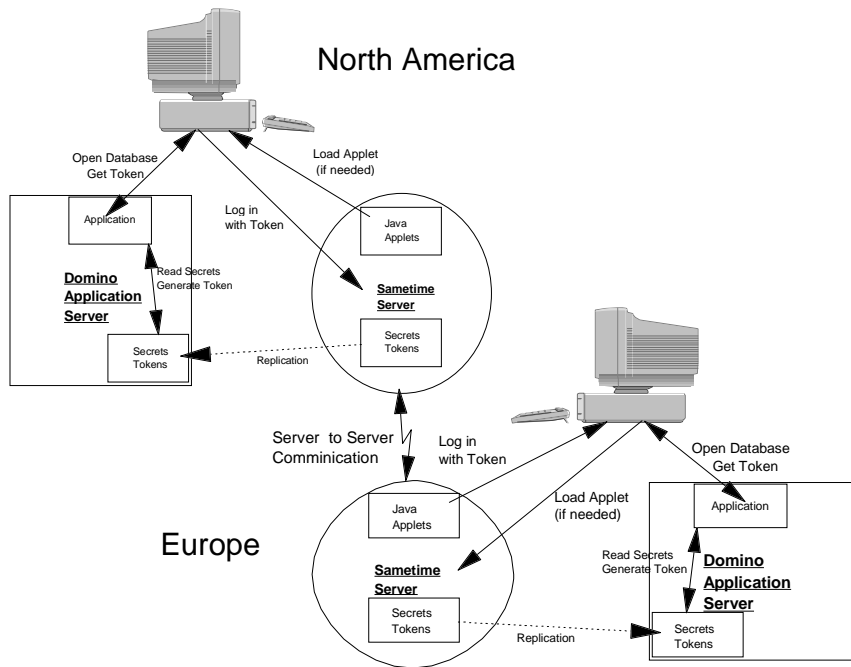 North America
Open Database
Get Token
Load Applet
(if needed)
Log in
with Token
Application
Read Secrets
Generate Token
Domino
Application
Server
Secrets
Tokens
Java
Applets
Sametime
Server
Secrets
Tokens
Replication
Server to Server
Comminication
Log in
with Token
Open Database
Get Token
Load Applet
(if needed)
Europe
Java
Applets
Sametime
Server
Secrets
Tokens
Replication
Application
Read Secrets
Generate Token
Domino
Application
Server
Secrets
Tokens